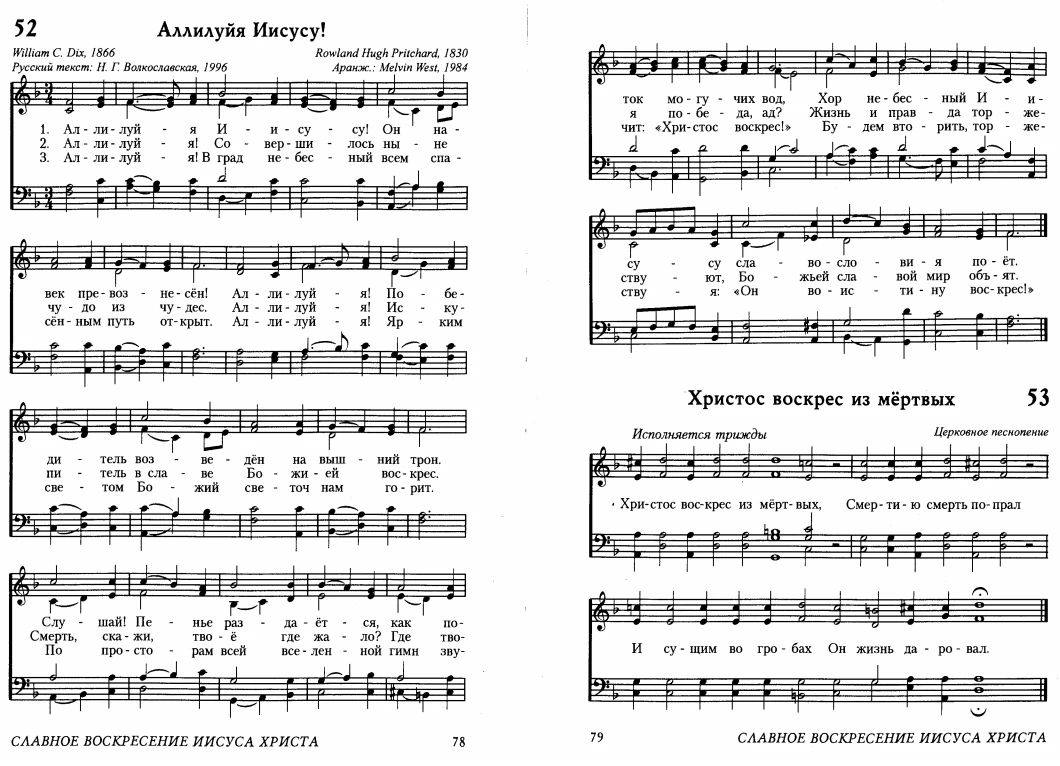 52
Аллилуйя Иисусу!
William C. Dix, 1866
Rowland Hugh Pritchard, 1830
Русский текст: Н. Г. Волкославская, 1996
Аранж.: Melvin West, 1984
1. Ал - ли - луй - я И - и - су - су! Он на-
2. Ал - ли - луй - я! Со - вер - ши - лось ны - не
3. Ал - ли - луй - я! В град не - бес - ный всем спа -
век пре - воз - не - сён! Ал - ли - луй - я! По - бе-
чу - до из чу - дес. Ал - ли - луй - я! Ис - ку-
сён - ным путь от - крыт. Ал - ли - луй - я! Яр - ким
ди - тель воз - ве - дён на выш - ний трон.
пи - тель в сла - ве Бо - жи - ей вос - крес.
све - том Бо - жий све - точ нам го - рит.
Слу - шай! Пе - нье раз - да - ёт - ся, как по-
Смерть, ска - жи, тво - ё где жа - ло? Где тво-
По про - сто - рам всей все - лен - ной гимн зву-
СЛАВНОЕ ВОСКРЕСЕНИЕ ИИСУСА ХРИСТА
78
ток мо - гу - чих вод, Хор не - бес - ный И - и -
я по - бе - да, ад? Жизнь и прав - да тор - же-
чит: «Хри - стос воскрес!» Бу - дем вто - рить, тор - же-
су - су сла - во - сло - ви - я по - ёт.
ству - ют, Бо - жьей сла - вой мир объ - ят.
ству - я: «Он во - ис - ти - ну вос - крес!»
Христос воскрес из мёртвых
53
Исполняется трижды
Церковное песнопение
Хри-стос вос-крес из мёрт-вых, Смер-ти-ю смерть по-прал
И су - щим во гро - бах Он жизнь да - ро - вал.
79
СЛАВНОЕ ВОСКРЕСЕНИЕ ИИСУСА ХРИСТА